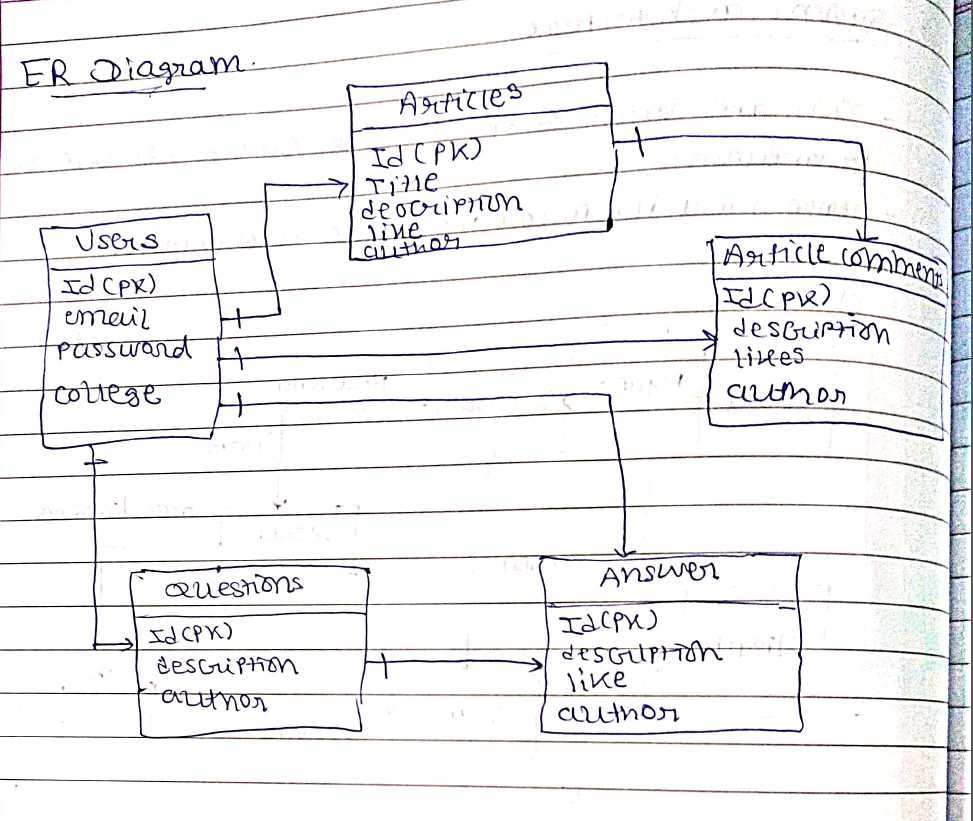 ER Diagram.
Articles
Id (PK)
Title
description
like
author
Users
Id (PK)
email
password
college
Article comments
Id (PK)
description
likes
author
Questions
Id (PK)
description
author
Answer
Id (PK)
description
like
author